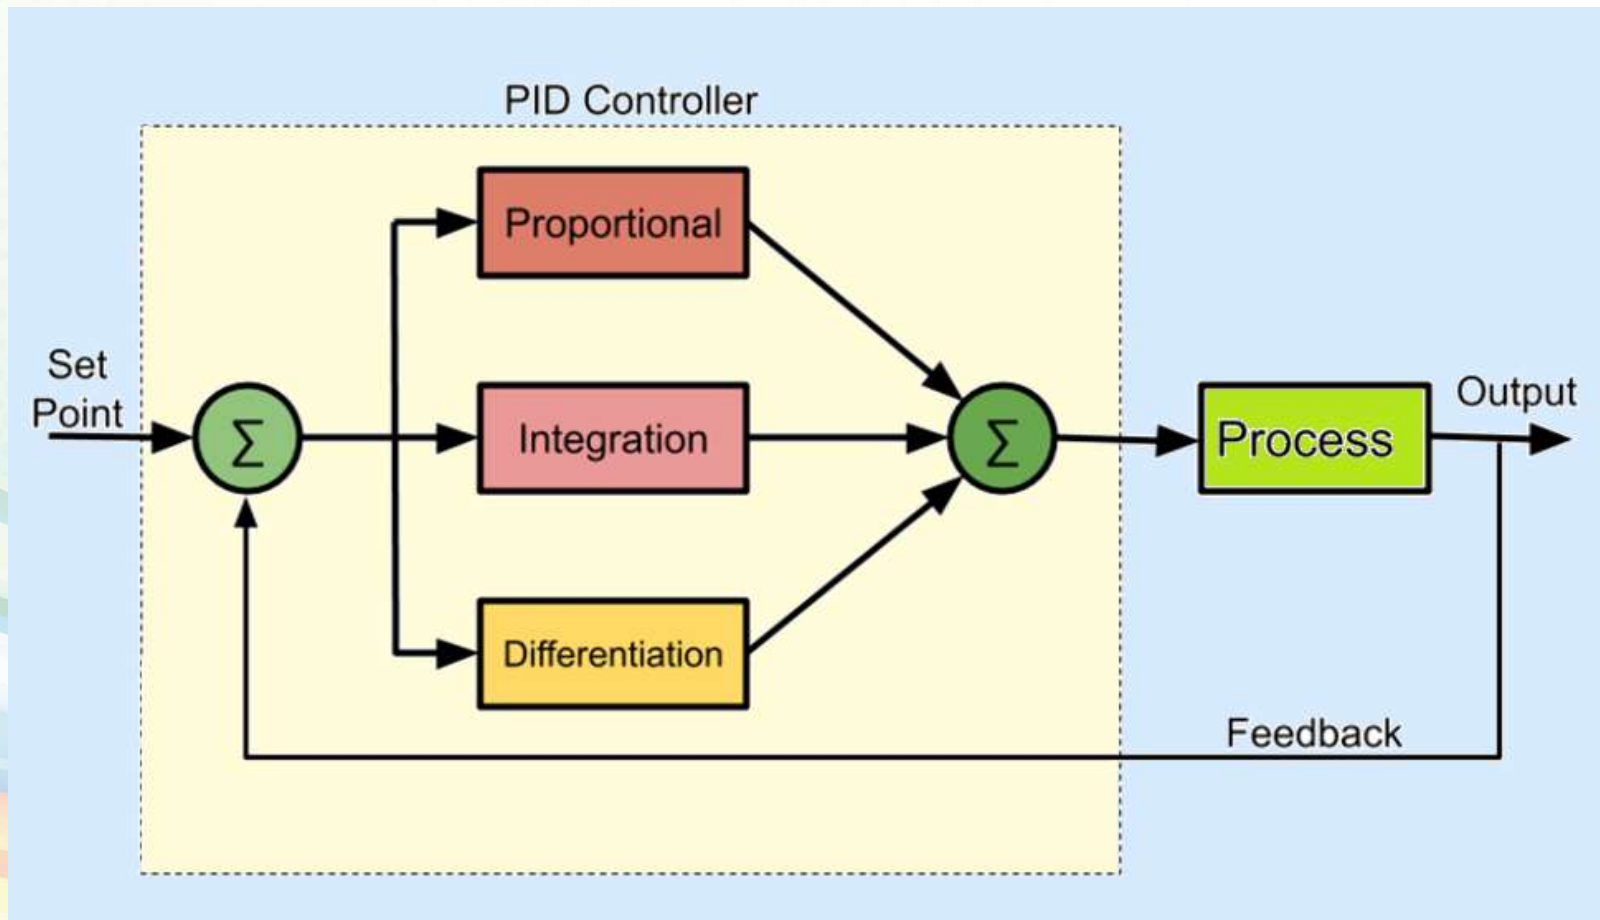 PID Controller
Proportional
Set
Point
Σ
Integration
Σ
Process
Output
Differentiation
Feedback